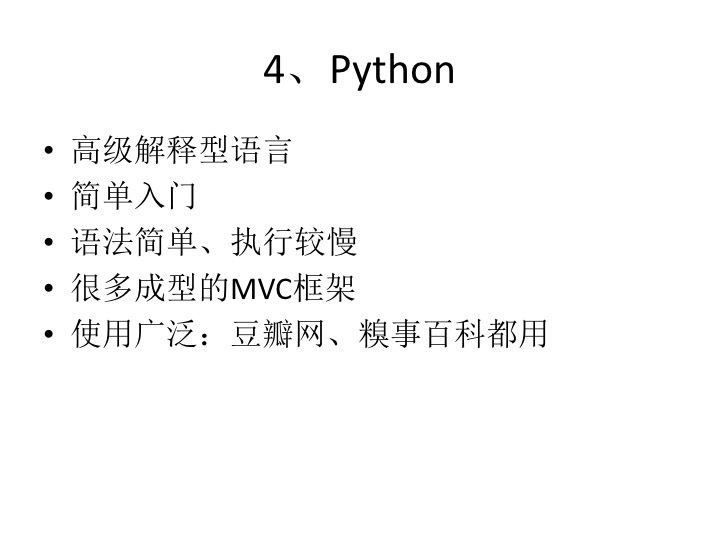 4、Python
• 高级解释型语言
• 简单入门
• 语法简单、执行较慢
• 很多成型的MVC框架
• 使用广泛：豆瓣网、糗事百科都用